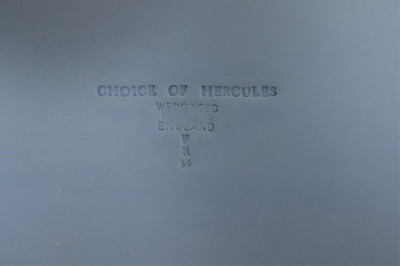 CHOICE OF HERCULES
WEDGWOOD
ENGLAND
F
R
59